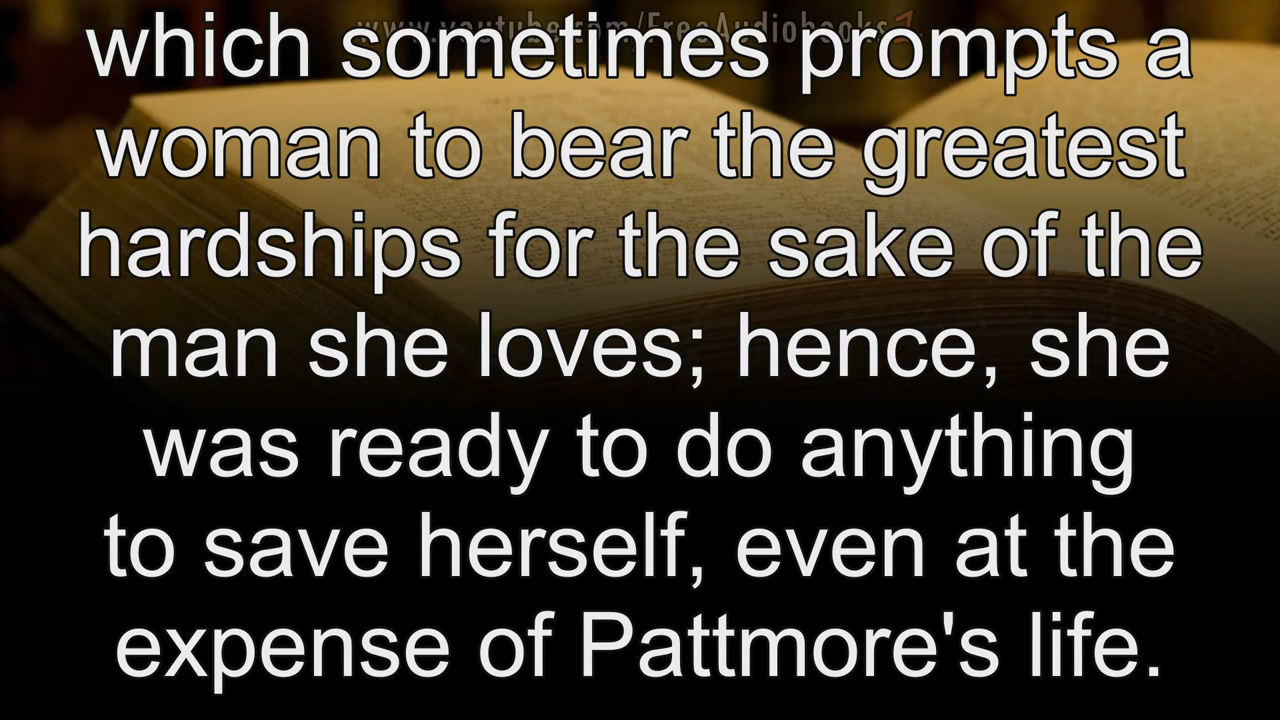 www.youtube.com/FreeAudiobooks
which sometimes prompts a
woman to bear the greatest
hardships for the sake of the
man she loves; hence, she
was ready to do anything
to save herself, even at the
expense of Pattmore's life.